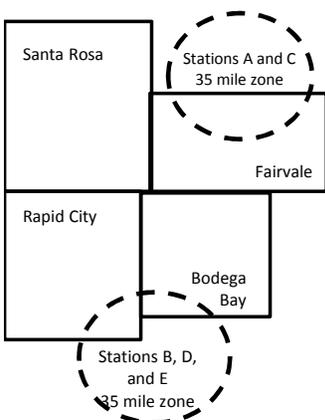 Santa Rosa
Stations A and C
35 mile zone
Fairvale
Rapid City
Bodega
Bay
Stations B, D,
and E
35 mile zone